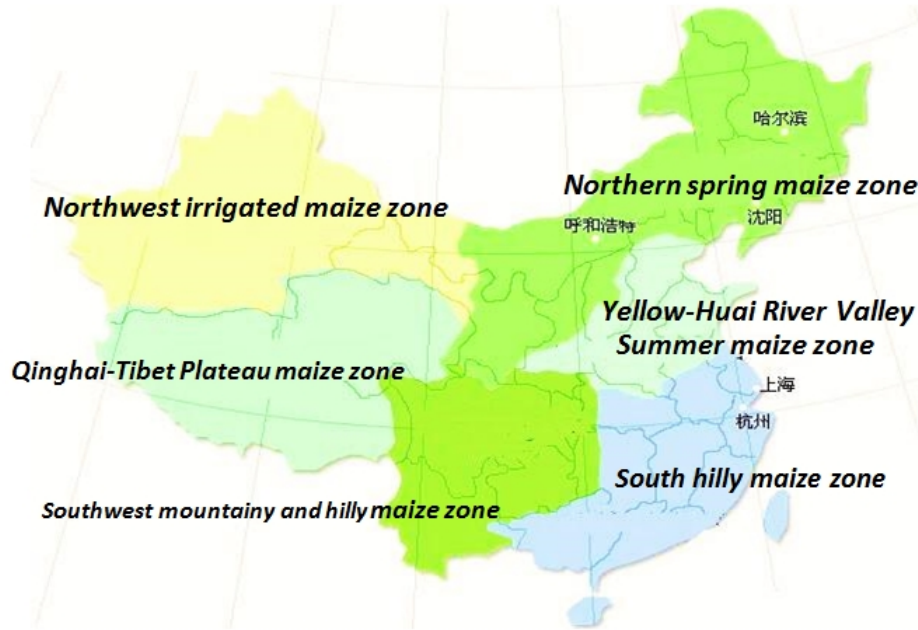 哈尔滨
Northern spring maize zone
Northwest irrigated maize zone
沈阳
呼和浩特
Yellow-Huai River Valley
Summer maize zone
Qinghai-Tibet Plateau maize zone
上海
杭州
South hilly maize zone
Southwest mountainy and hilly maize zone